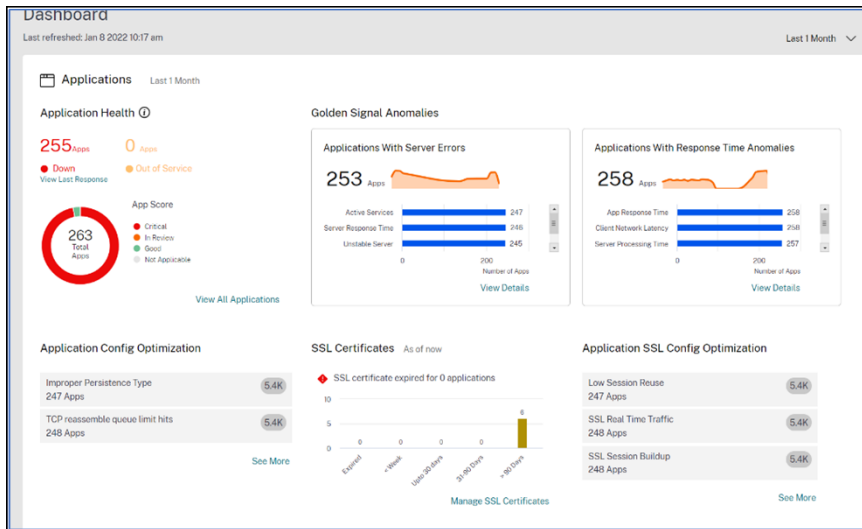 Dashboard
Last refreshed: Jan 8 2022 10:17 am
Last 1 Month
Applications Last 1 Month
Application Health
255 Apps 0 Apps
Down Out of Service
View Last Response
App Score
263
Total
Apps
Critical
In Review
Good
Not Applicable
View All Applications
Golden Signal Anomalies
Applications With Server Errors
253 Apps
Active Services 247
Server Response Time 246
Unstable Server 245
0 200
Number of Apps
View Details
Applications With Response Time Anomalies
258 Apps
App Response Time 258
Client Network Latency 258
Server Processing Time 257
0 200
Number of Apps
View Details
Application Config Optimization
Improper Persistence Type 5.4K
247 Apps
TCP reassemble queue limit hits 5.4K
248 Apps
See More
SSL Certificates As of now
SSL certificate expired for 0 applications
10
5
0
0 0 0 0 6
Expired < Week Upto 30 days 31-90 Days > 90 Days
Manage SSL Certificates
Application SSL Config Optimization
Low Session Reuse 5.4K
247 Apps
SSL Real Time Traffic 5.4K
248 Apps
SSL Session Buildup 5.4K
248 Apps
See More